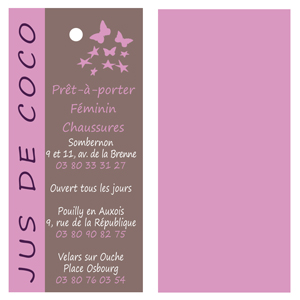 JUS DE COCO
Prêt-à-porter
Féminin
Chaussures
Sombernon
9 et 11, av. de la Brenne
03 80 33 31 27
Ouvert tous les jours
Pouilly en Auxois
9, rue de la République
03 80 90 82 75
Velars sur Ouche
Place Osbourg
03 80 76 03 54